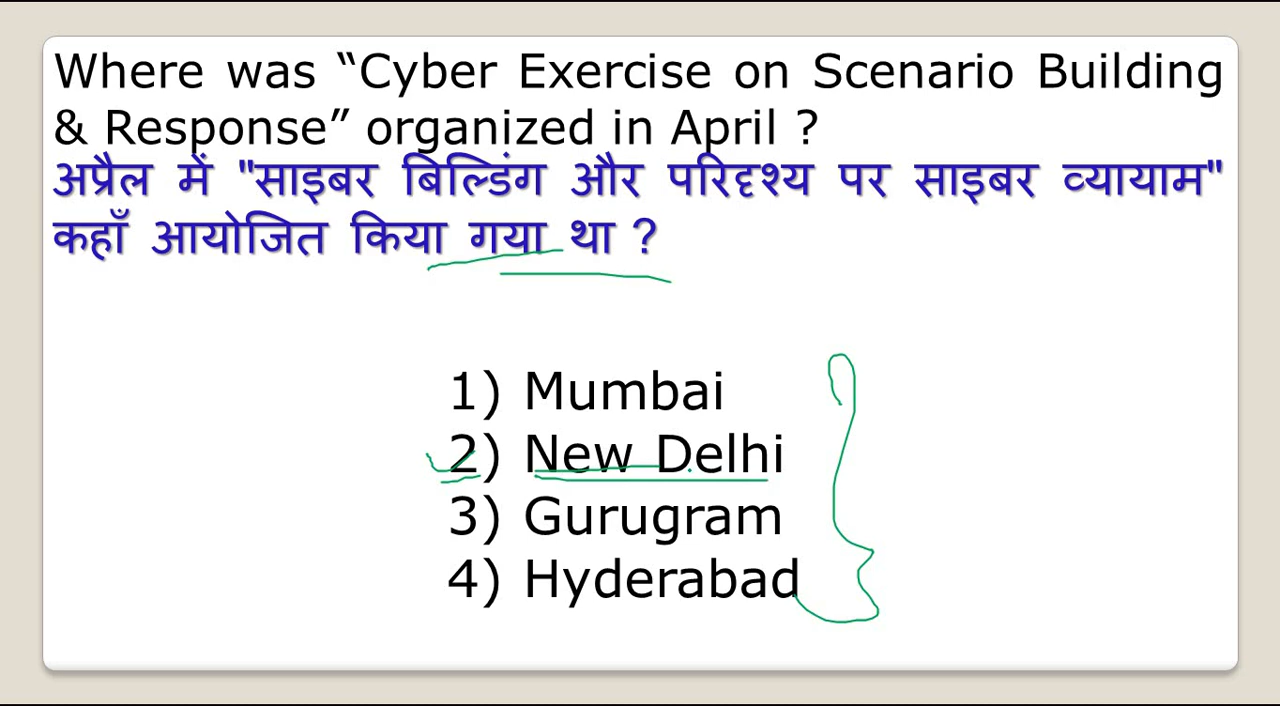 Where was “Cyber Exercise on Scenario Building
& Response” organized in April ?
अप्रैल में "साइबर बिल्डिंग और परिदृश्य पर साइबर व्यायाम"
कहाँ आयोजित किया गया था ?
1) Mumbai
2) New Delhi
3) Gurugram
4) Hyderabad